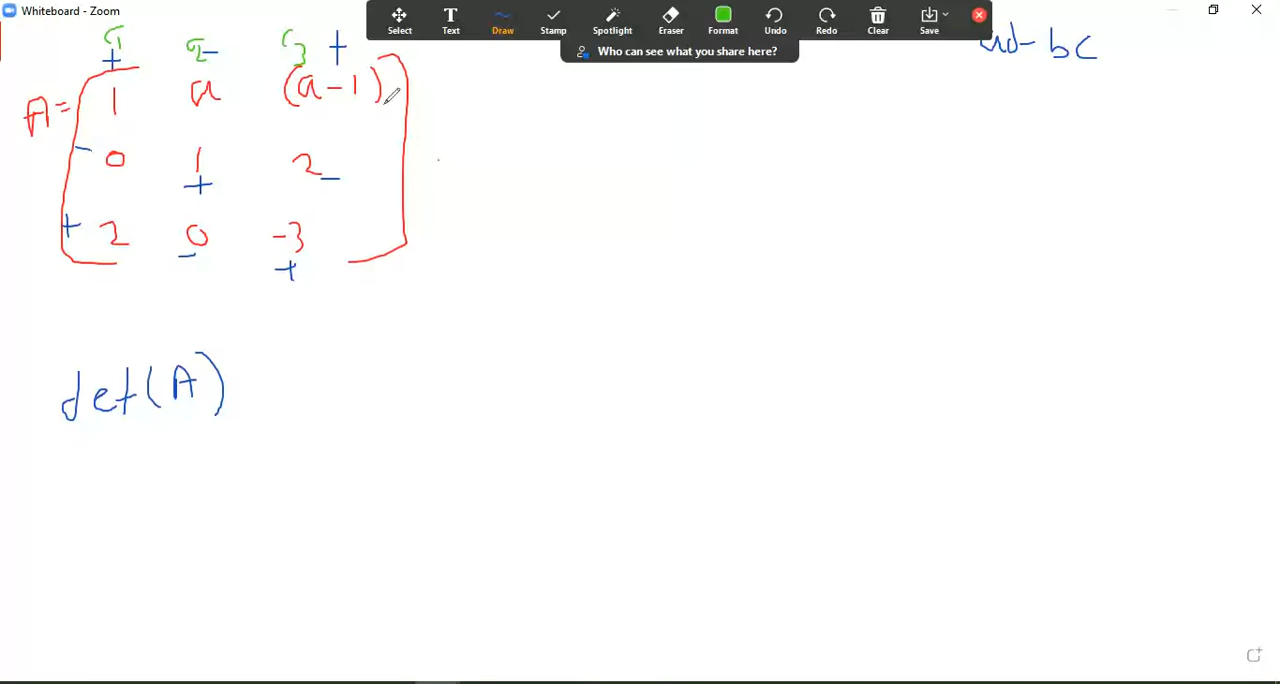 Whiteboard - Zoom
Select Text Draw Stamp Spotlight Eraser Format Undo Redo Clear Save
Who can see what you share here?
ad - bc
C1 C2 C3
+ - +
A = 1 a (a-1)
- 0 1 2 -
+
+ 2 0 -3
- +
det(A)